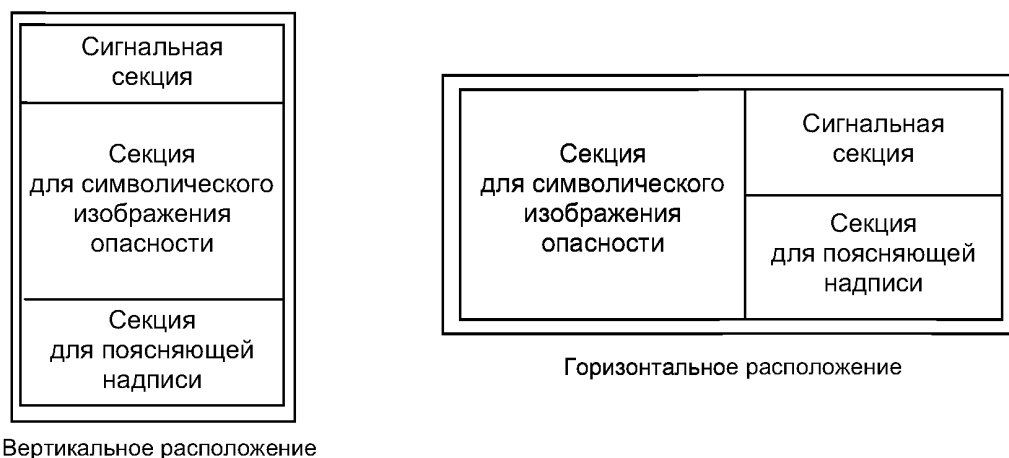 Сигнальная
секция
Секция
для символического
изображения
опасности
Секция
для поясняющей
надписи
Вертикальное расположение
Секция
для символического
изображения
опасности
Сигнальная
секция
Секция
для поясняющей
надписи
Горизонтальное расположение